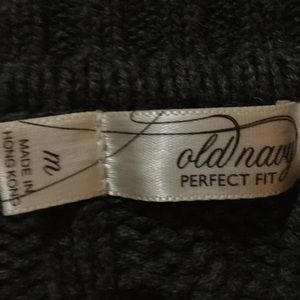 old navy
PERFECT FIT
m
MADE IN
HONG KONG